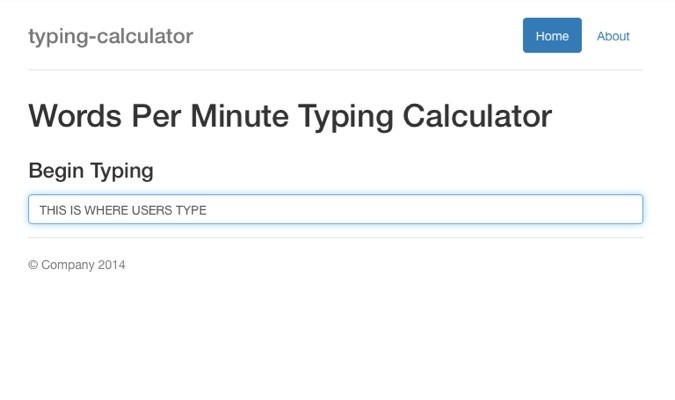 typing-calculator
Home
About
Words Per Minute Typing Calculator
Begin Typing
THIS IS WHERE USERS TYPE
© Company 2014